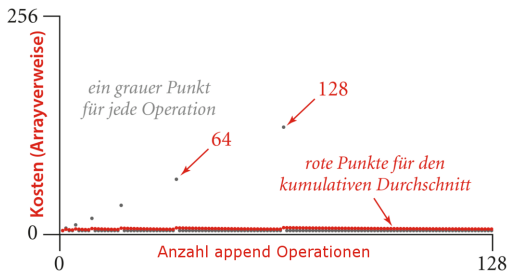 256
Kosten (Arrayverweise)
ein grauer Punkt
für jede Operation
128
64
rote Punkte für den
kumulativen Durchschnitt
0
Anzahl append Operationen
0
128